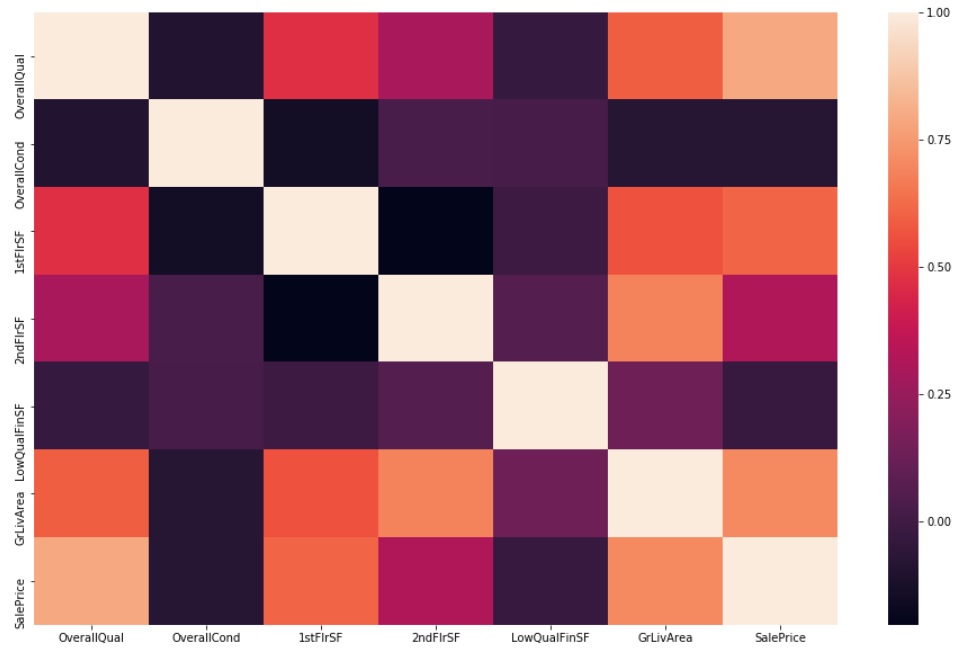 OverallQual
OverallCond
1stFlrSF
2ndFlrSF
LowQualFinSF
GrLivArea
SalePrice
OverallQual OverallCond 1stFlrSF 2ndFlrSF LowQualFinSF GrLivArea SalePrice
1.00
0.75
0.50
0.25
0.00